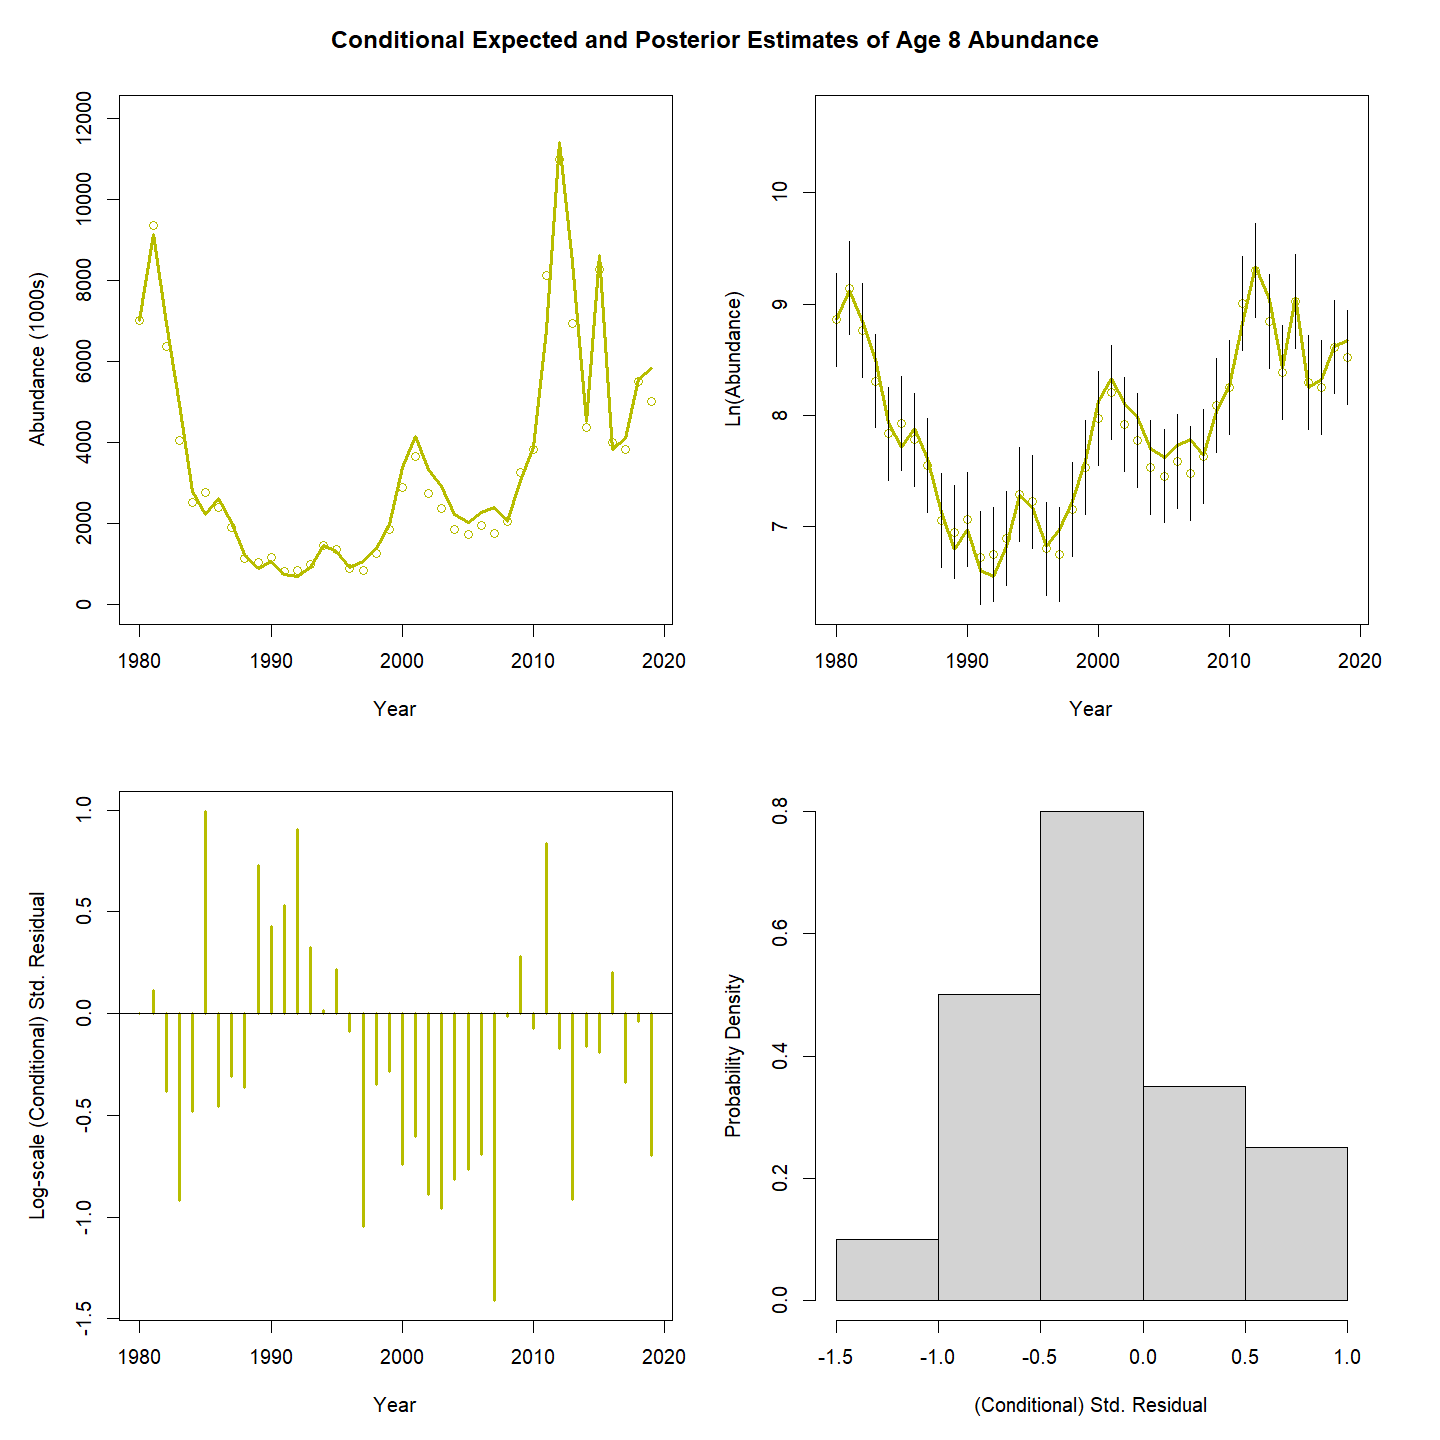 Conditional Expected and Posterior Estimates of Age 8 Abundance
Abundance (1000s)
12000
10000
8000
6000
4000
2000
0
1980 1990 2000 2010 2020
Year
Ln(Abundance)
10
9
8
7
1980 1990 2000 2010 2020
Year
Log-scale (Conditional) Std. Residual
1.0
0.5
0.0
-0.5
-1.0
-1.5
1980 1990 2000 2010 2020
Year
Probability Density
0.8
0.6
0.4
0.2
0.0
-1.5 -1.0 -0.5 0.0 0.5 1.0
(Conditional) Std. Residual